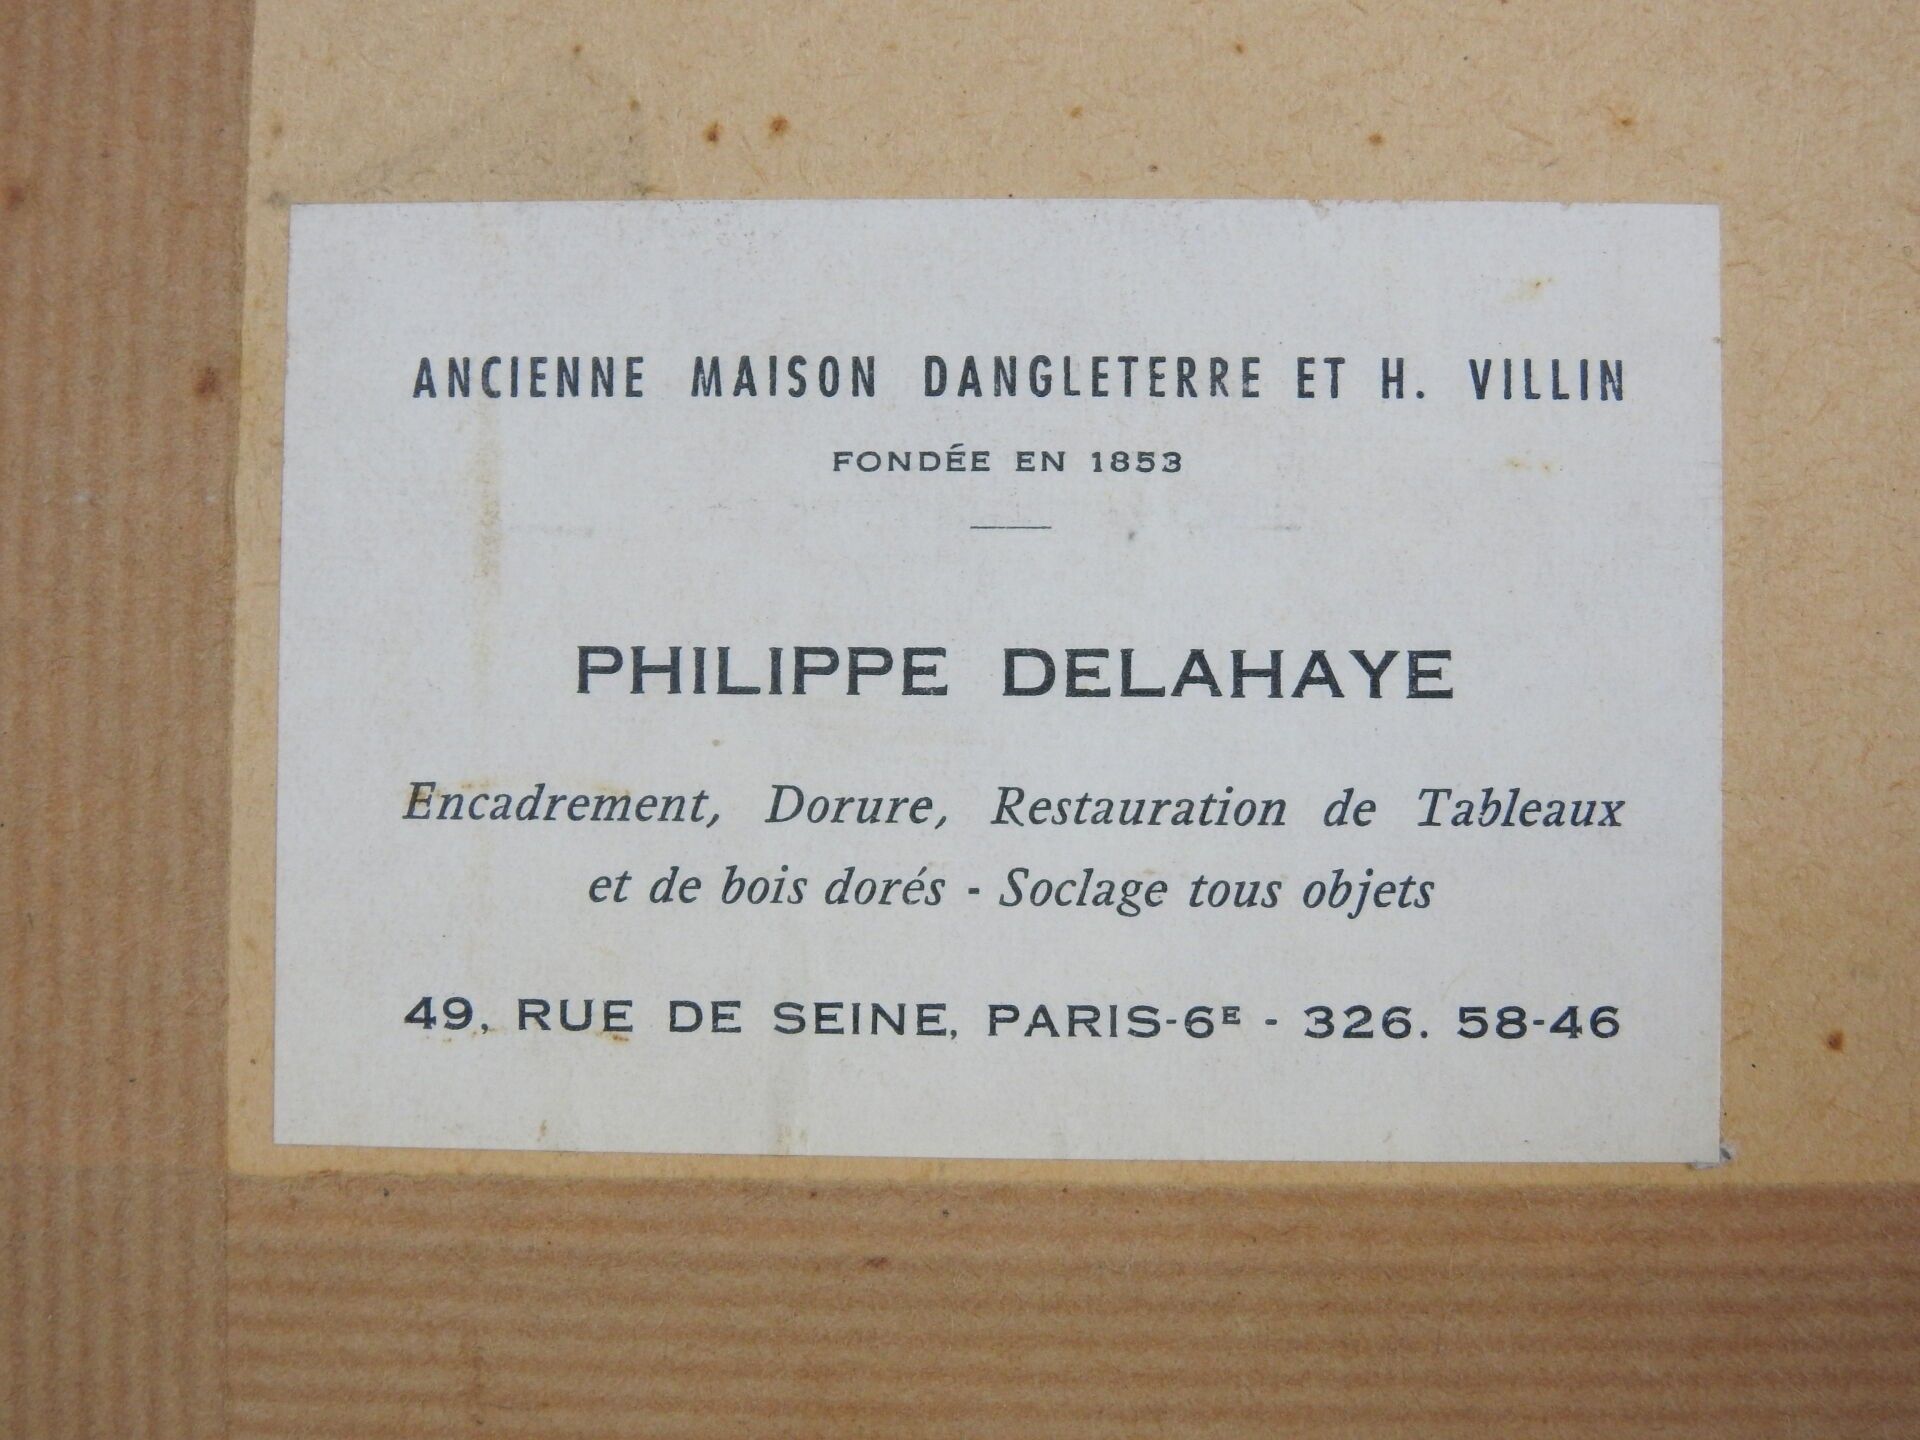 ANCIENNE MAISON DANGLETERRE ET H. VILLIN
FONDÉE EN 1853
PHILIPPE DELAHAYE
Encadrement, Dorure, Restauration de Tableaux
et de bois dorés - Soclage tous objets
49, RUE DE SEINE, PARIS-6E - 326. 58-46